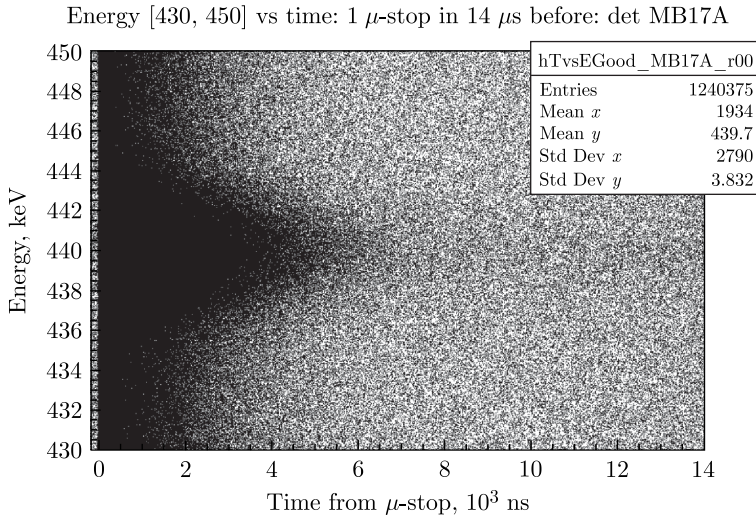 Energy [430, 450] vs time: 1 μ-stop in 14 μs before: det MB17A
hTvsEGood_MB17A_r00
Entries 1240375
Mean x 1934
Mean y 439.7
Std Dev x 2790
Std Dev y 3.832
Energy, keV
450
448
446
444
442
440
438
436
434
432
430
0 2 4 6 8 10 12 14
Time from μ-stop, 10³ ns